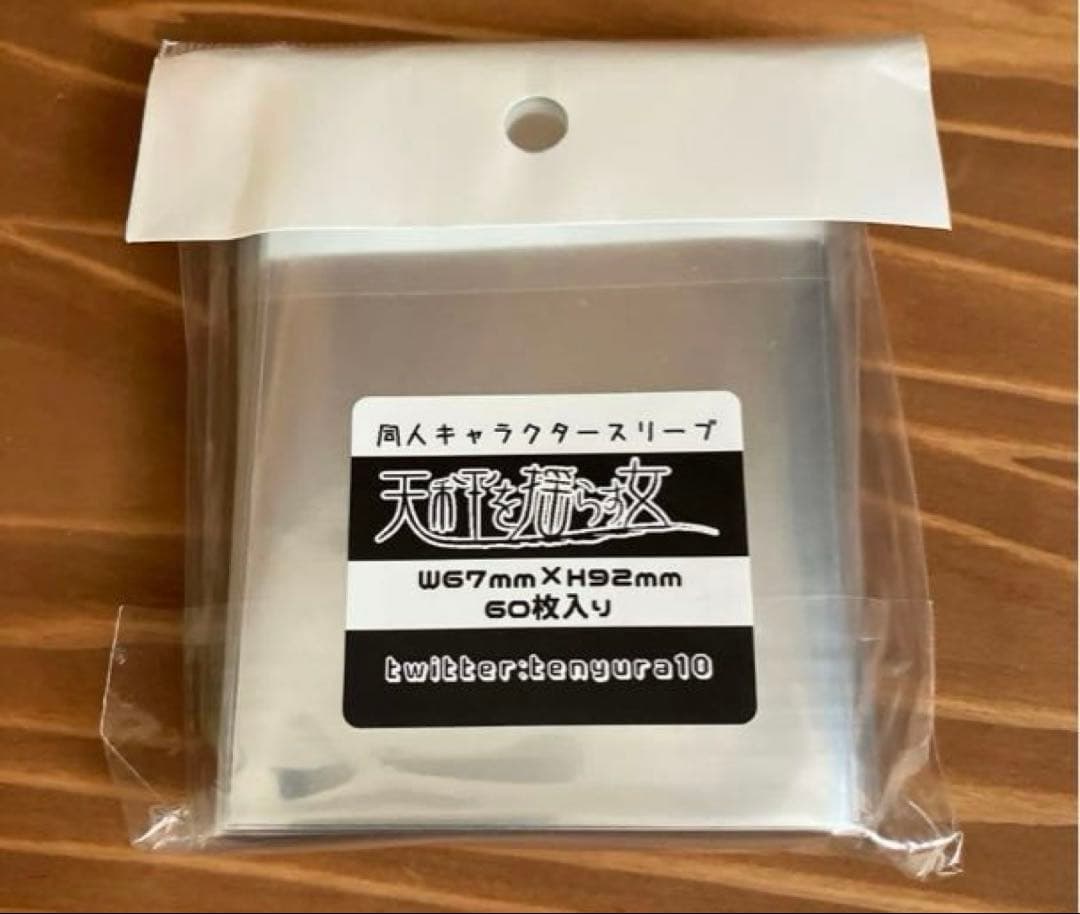 同人キャラクタースリーブ
天秤を揺らす女
W67mm×H92mm
60枚入り
twitter:tenyura10